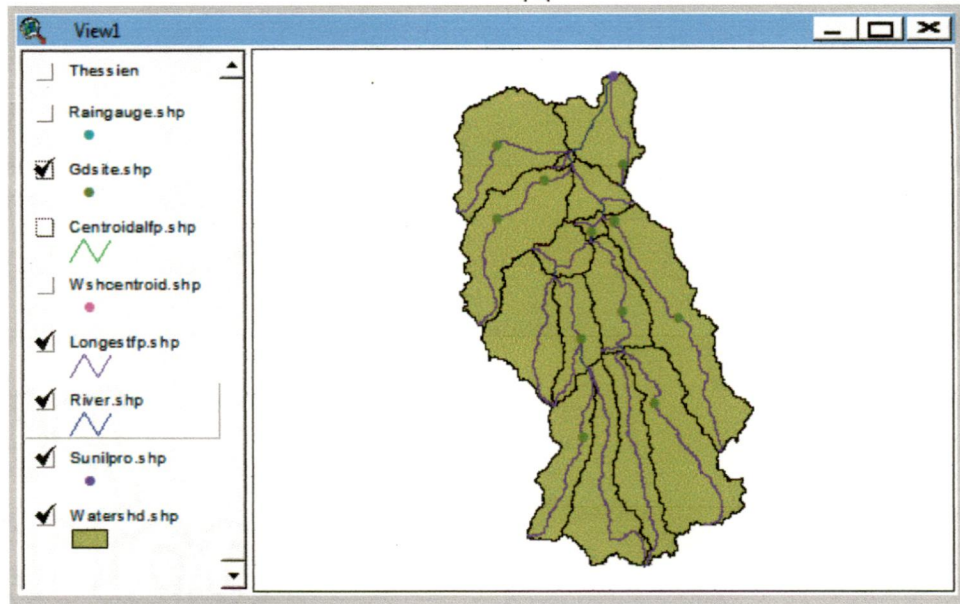 View1
Thessien
Raingauge.shp
Gdsite.shp
Centroidalfp.shp
Wshcentroid.shp
Longestfp.shp
River.shp
Sunilpro.shp
Watershd.shp